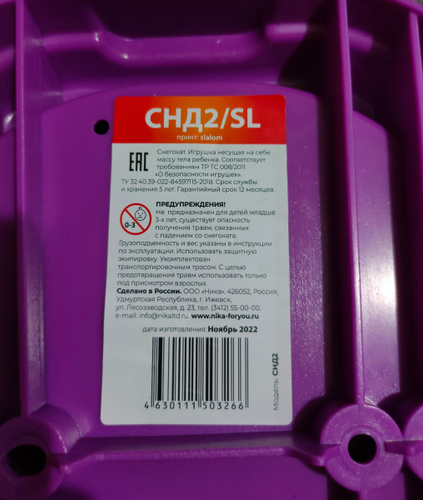 СНД2/SL
принт: slalom
EAC
Снегокат. Игрушка несущая на себе
массу тела ребенка. Соответствует
требованиям ТР ТС 008/2011
«О безопасности игрушек».
ТУ 32.40.39-022-84597115-2018. Срок службы
и хранения 5 лет. Гарантийный срок 12 месяцев.
ПРЕДУПРЕЖДЕНИЯ!
0-3
Не предназначен для детей младше
3-х лет, существует опасность
получения травм, связанных
с падением со снегоката.
Грузоподъемность и вес указаны в инструкции
по эксплуатации. Использовать защитную
экипировку. Укомплектован
транспортировочным тросом. С целью
предотвращения травм использовать только
под присмотром взрослых.
Сделано в России. ООО «Ника». 426052, Россия,
Удмуртская Республика, г. Ижевск,
ул. Лесозаводская, д. 23, тел. (3412) 55-00-00,
e-mail: info@nikaltd.ru www.nika-foryou.ru
дата изготовления: Ноябрь 2022
4 630111 503266
Модель: СНД2